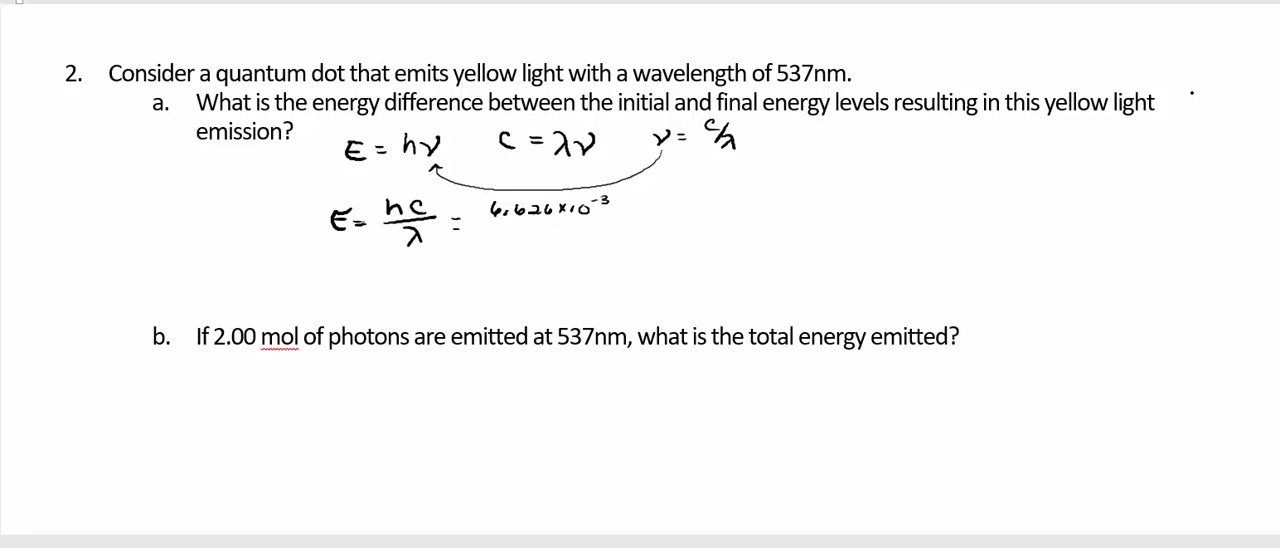 2. Consider a quantum dot that emits yellow light with a wavelength of 537nm.
a. What is the energy difference between the initial and final energy levels resulting in this yellow light
emission?
E = hν C = λν ν = c/λ
E = hc/λ = 6.626×10⁻³
b. If 2.00 mol of photons are emitted at 537nm, what is the total energy emitted?